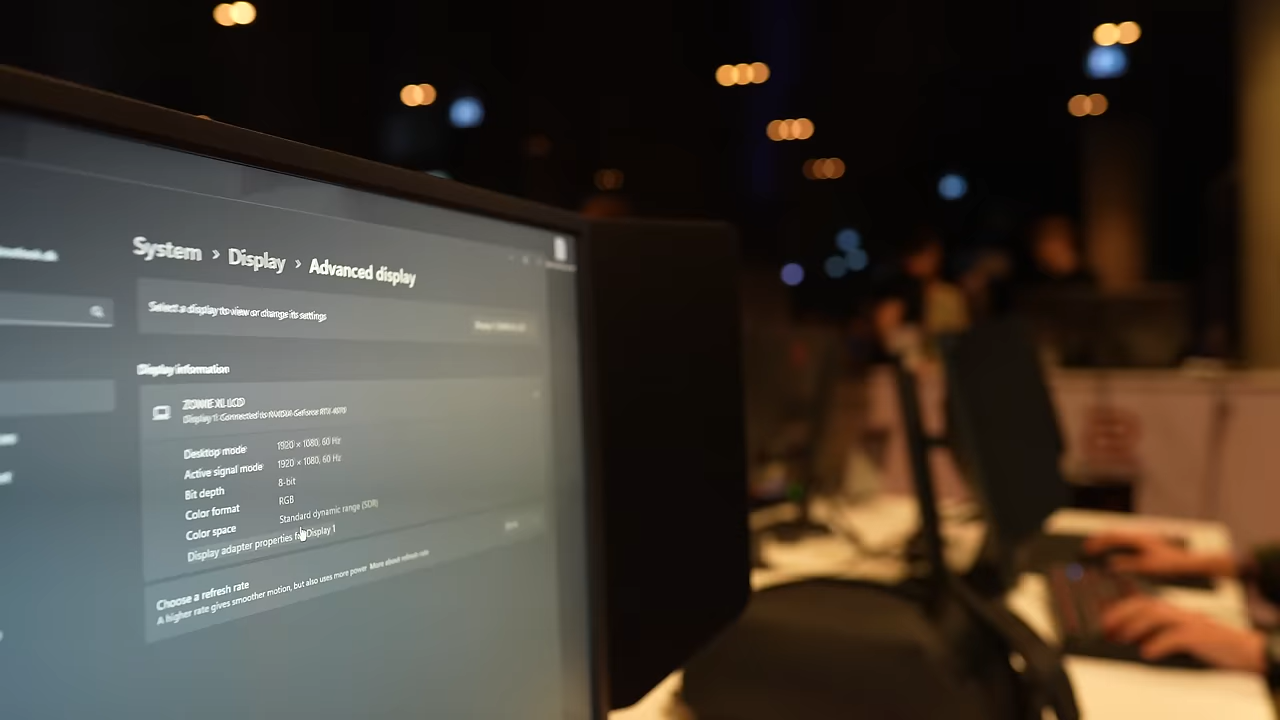 System > Display > Advanced display
Select a display to view or change its settings
Display information
ZOWIE XL LCD
Display 1: Connected to NVIDIA GeForce RTX 4070
Desktop mode 1920 × 1080, 60 Hz
Active signal mode 1920 × 1080, 60 Hz
Bit depth 8-bit
Color format RGB
Color space Standard dynamic range (SDR)
Display adapter properties for Display 1
Choose a refresh rate
A higher rate gives smoother motion, but also uses more power More about refresh rate